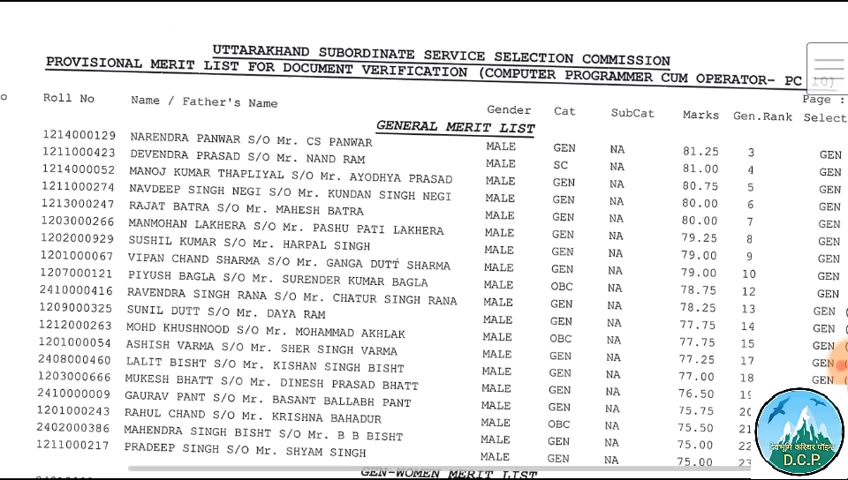 UTTARAKHAND SUBORDINATE SERVICE SELECTION COMMISSION
PROVISIONAL MERIT LIST FOR DOCUMENT VERIFICATION (COMPUTER PROGRAMMER CUM OPERATOR- PC 10)
Page :
o Roll No Name / Father's Name Gender Cat SubCat Marks Gen.Rank Select
GENERAL MERIT LIST
1214000129 NARENDRA PANWAR S/O Mr. CS PANWAR MALE GEN NA 81.25 3 GEN
1211000423 DEVENDRA PRASAD S/O Mr. NAND RAM MALE SC NA 81.00 4 GEN
1214000052 MANOJ KUMAR THAPLIYAL S/O Mr. AYODHYA PRASAD MALE GEN NA 80.75 5 GEN
1211000274 NAVDEEP SINGH NEGI S/O Mr. KUNDAN SINGH NEGI MALE GEN NA 80.00 6 GEN
1213000247 RAJAT BATRA S/O Mr. MAHESH BATRA MALE GEN NA 80.00 7 GEN
1203000266 MANMOHAN LAKHERA S/O Mr. PASHU PATI LAKHERA MALE GEN NA 79.25 8 GEN
1202000929 SUSHIL KUMAR S/O Mr. HARPAL SINGH MALE GEN NA 79.00 9 GEN
1201000067 VIPAN CHAND SHARMA S/O Mr. GANGA DUTT SHARMA MALE GEN NA 79.00 10 GEN
1207000121 PIYUSH BAGLA S/O Mr. SURENDER KUMAR BAGLA MALE OBC NA 78.75 12 GEN
2410000416 RAVENDRA SINGH RANA S/O Mr. CHATUR SINGH RANA MALE GEN NA 78.25 13 GEN (
1209000325 SUNIL DUTT S/O Mr. DAYA RAM MALE GEN NA 77.75 14 GEN (
1212000263 MOHD KHUSHNOOD S/O Mr. MOHAMMAD AKHLAK MALE OBC NA 77.75 15 GEN (
1201000054 ASHISH VARMA S/O Mr. SHER SINGH VARMA MALE GEN NA 77.25 17 GEN (
2408000460 LALIT BISHT S/O Mr. KISHAN SINGH BISHT MALE GEN NA 77.00 18 GEN (
1203000666 MUKESH BHATT S/O Mr. DINESH PRASAD BHATT MALE GEN NA 76.50
2410000009 GAURAV PANT S/O Mr. BASANT BALLABH PANT MALE GEN NA 75.75
1201000243 RAHUL CHAND S/O Mr. KRISHNA BAHADUR MALE OBC NA 75.50 21
2402000386 MAHENDRA SINGH BISHT S/O Mr. B B BISHT MALE GEN NA 75.00 22
1211000217 PRADEEP SINGH S/O Mr. SHYAM SINGH MALE GEN NA 75.00 23
GEN-WOMEN MERIT LIST
देवभूमि करियर पॉइन्ट
D.C.P.